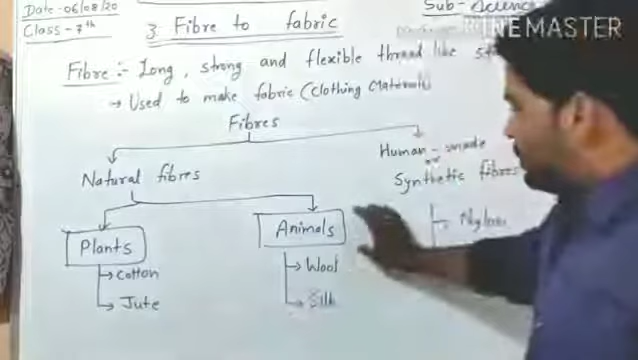 Date-06/08/20
Sub-Science
KINEMASTER
Class-7th
3. Fibre to fabric
Fibre:- Long, strong and flexible thread like
→ Used to make fabric (Clothing Materials)
Fibres
Human-made
or
Natural fibres
Synthetic fibres
Plants
Animals
Nylon
→ Cotton
→ Wool
→ Jute
→ Silk